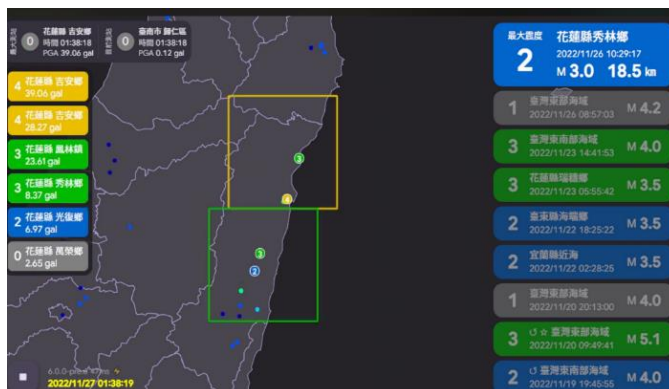 最大測站
0
花蓮縣 吉安鄉
時間 01:38:18
PGA 39.06 gal
0
臺南市 歸仁區
時間 01:38:18
PGA 0.12 gal
4
花蓮縣 吉安鄉
39.06 gal
4
花蓮縣 吉安鄉
28.27 gal
3
花蓮縣 鳳林鎮
23.61 gal
3
花蓮縣 秀林鄉
8.37 gal
2
花蓮縣 光復鄉
6.97 gal
0
花蓮縣 萬榮鄉
2.65 gal
3
4
3
2
最大震度
2
花蓮縣秀林鄉
2022/11/26 10:29:17
M 3.0 18.5 km
1
臺灣東部海域
2022/11/26 08:57:03
M 4.2
3
臺灣東南部海域
2022/11/23 14:41:53
M 4.0
3
花蓮縣瑞穗鄉
2022/11/23 05:55:42
M 3.5
2
臺東縣海端鄉
2022/11/22 18:25:22
M 3.5
2
宜蘭縣近海
2022/11/22 02:28:25
M 3.5
1
臺灣東部海域
2022/11/20 20:13:00
M 4.0
3
↺ ☆ 臺灣東部海域
2022/11/20 09:49:41
M 5.1
2
↺ 臺灣東南部海域
2022/11/19 19:45:55
M 4.0
2022/11/27 01:38:19